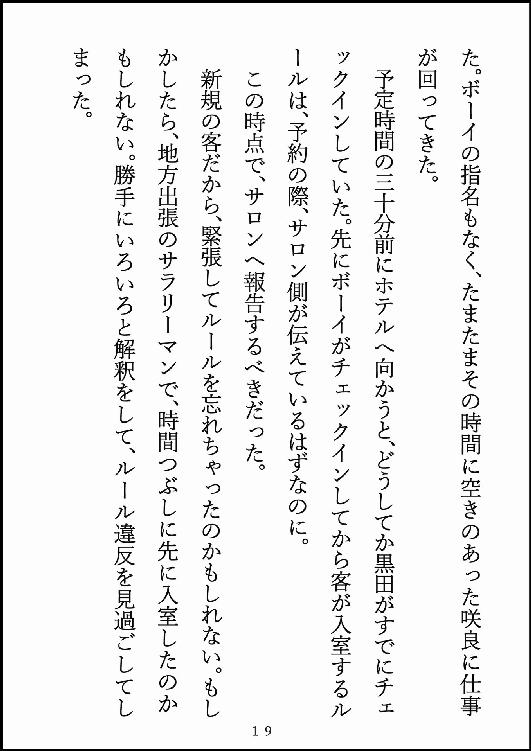 た。ボーイの指名もなく、たまたまその時間に空きのあった咲良に仕事
が回ってきた。
予定時間の三十分前にホテルへ向かうと、どうしてか黒田がすでにチェ
ックインしていた。先にボーイがチェックインしてから客が入室するル
ールは、予約の際、サロン側が伝えているはずなのに。
この時点で、サロンへ報告するべきだった。
新規の客だから、緊張してルールを忘れちゃったのかもしれない。もし
かしたら、地方出張のサラリーマンで、時間つぶしに先に入室したのか
もしれない。勝手にいろいろと解釈をして、ルール違反を見過ごしてし
まった。
19